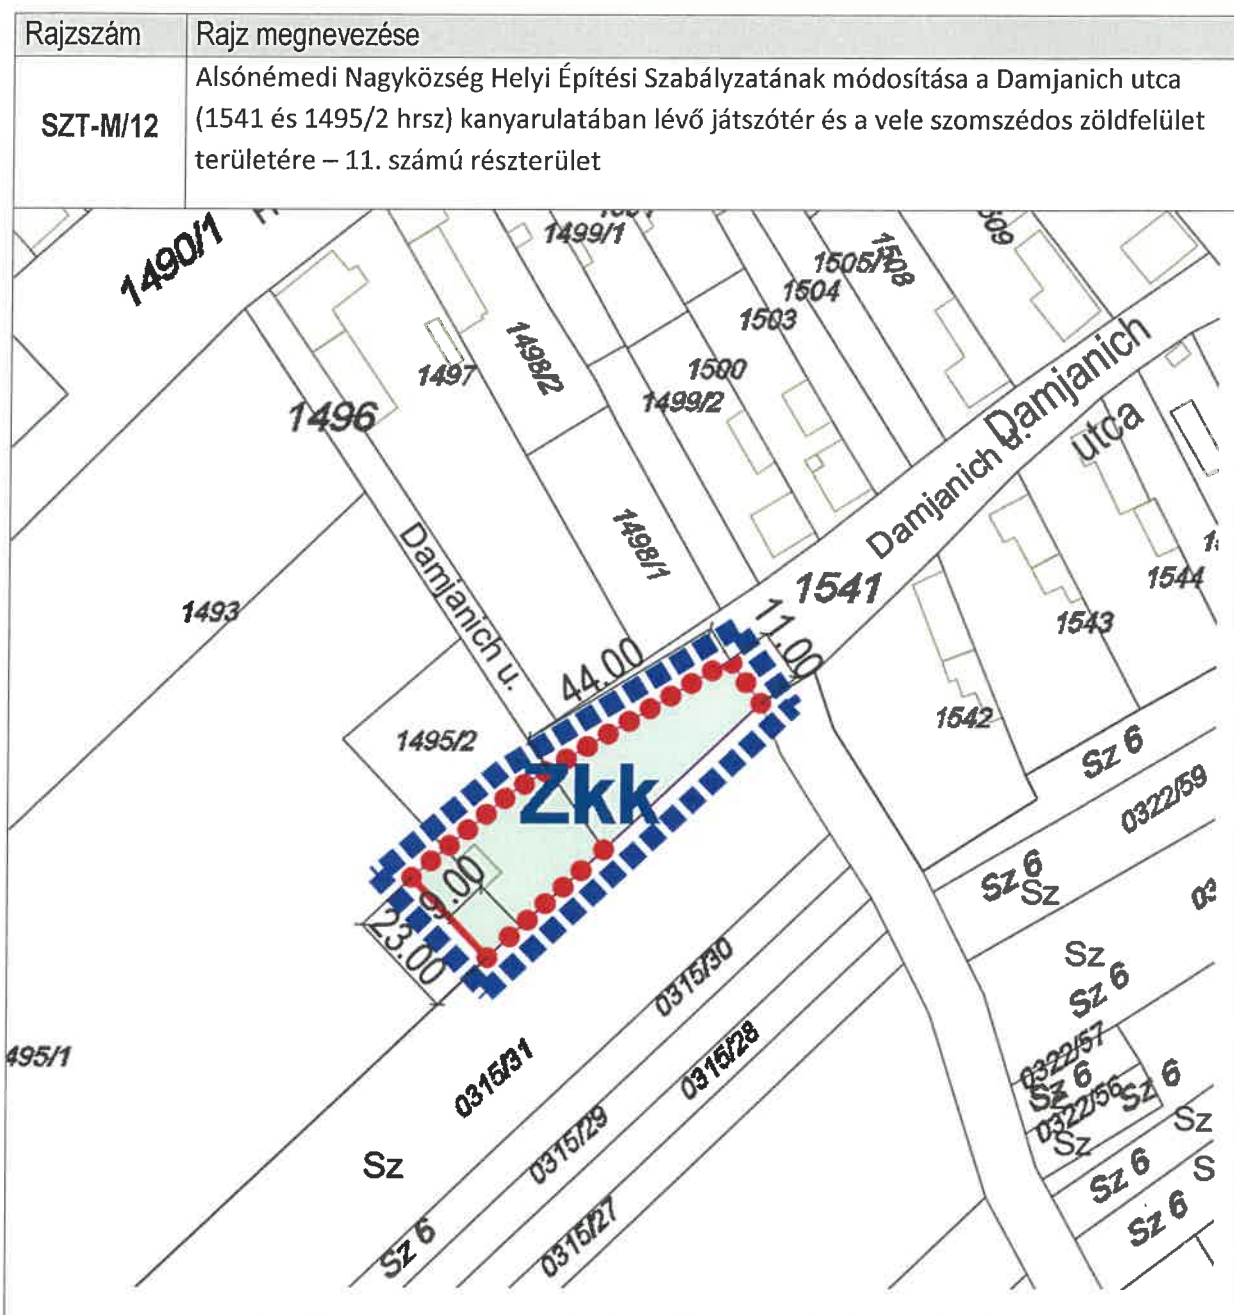 Rajzszám
Rajz megnevezése
SZT-M/12
Alsónémedi Nagyközség Helyi Építési Szabályzatának módosítása a Damjanich utca
(1541 és 1495/2 hrsz) kanyarulatában lévő játszótér és a vele szomszédos zöldfelület
területére – 11. számú részterület
1490/1
1499/1
1505/1
1508
1504
1503
1498/2
1497
1500
1499/2
1496
Damjanich
utca
Damjanich u.
1498/1
Damjanich u.
1541
1544
1543
1493
11.00
44.00
1542
1495/2
Sz 6
0322/59
Zkk
Sz 6
Sz
9.00
23.00
0315/30
Sz
Sz 6
495/1
0315/31
0315/28
0322/57
Sz 6
0322/56
Sz 6
Sz
Sz
0315/29
Sz
Sz 6
0315/27
Sz 6
Sz 6